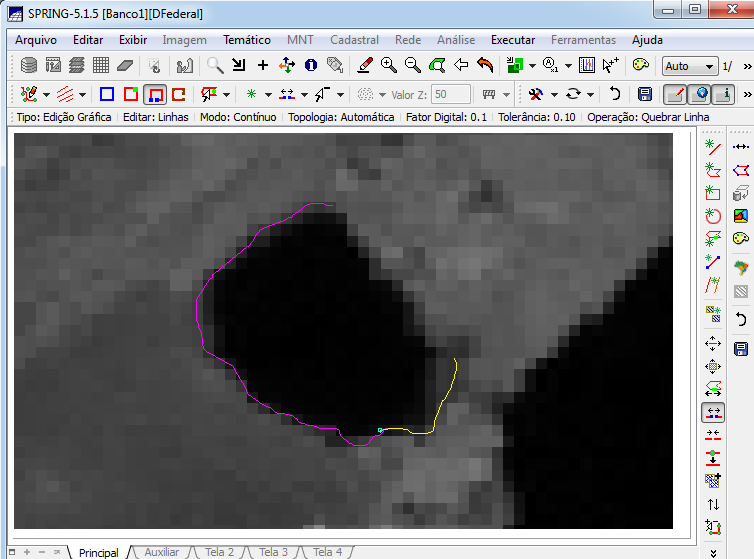 SPRING-5.1.5 [Banco1][DFederal]
Arquivo Editar Exibir Imagem Temático MNT Cadastral Rede Análise Executar Ferramentas Ajuda
Auto 1/ »
Valor Z: 50 »
Tipo: Edição Gráfica Editar: Linhas Modo: Contínuo Topologia: Automática Fator Digital: 0.1 Tolerância: 0.10 Operação: Quebrar Linha
Principal Auxiliar Tela 2 Tela 3 Tela 4